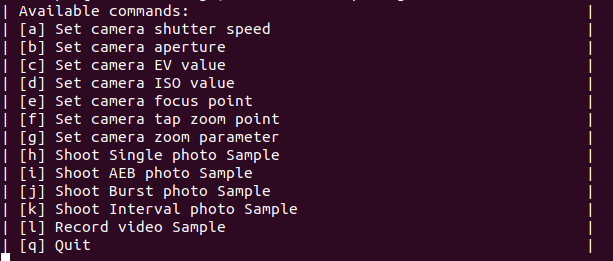 | Available commands: |
| [a] Set camera shutter speed |
| [b] Set camera aperture |
| [c] Set camera EV value |
| [d] Set camera ISO value |
| [e] Set camera focus point |
| [f] Set camera tap zoom point |
| [g] Set camera zoom parameter |
| [h] Shoot Single photo Sample |
| [i] Shoot AEB photo Sample |
| [j] Shoot Burst photo Sample |
| [k] Shoot Interval photo Sample |
| [l] Record video Sample |
| [q] Quit |